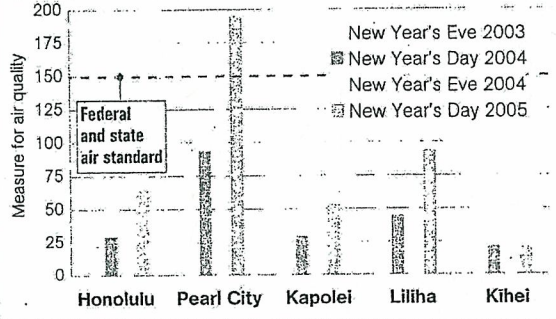 Measure for air quality
200
175
150
125
100
75
50
25
0
New Year's Eve 2003
New Year's Day 2004
New Year's Eve 2004
New Year's Day 2005
Federal
and state
air standard
Honolulu Pearl City Kapolei Liliha Kīhei